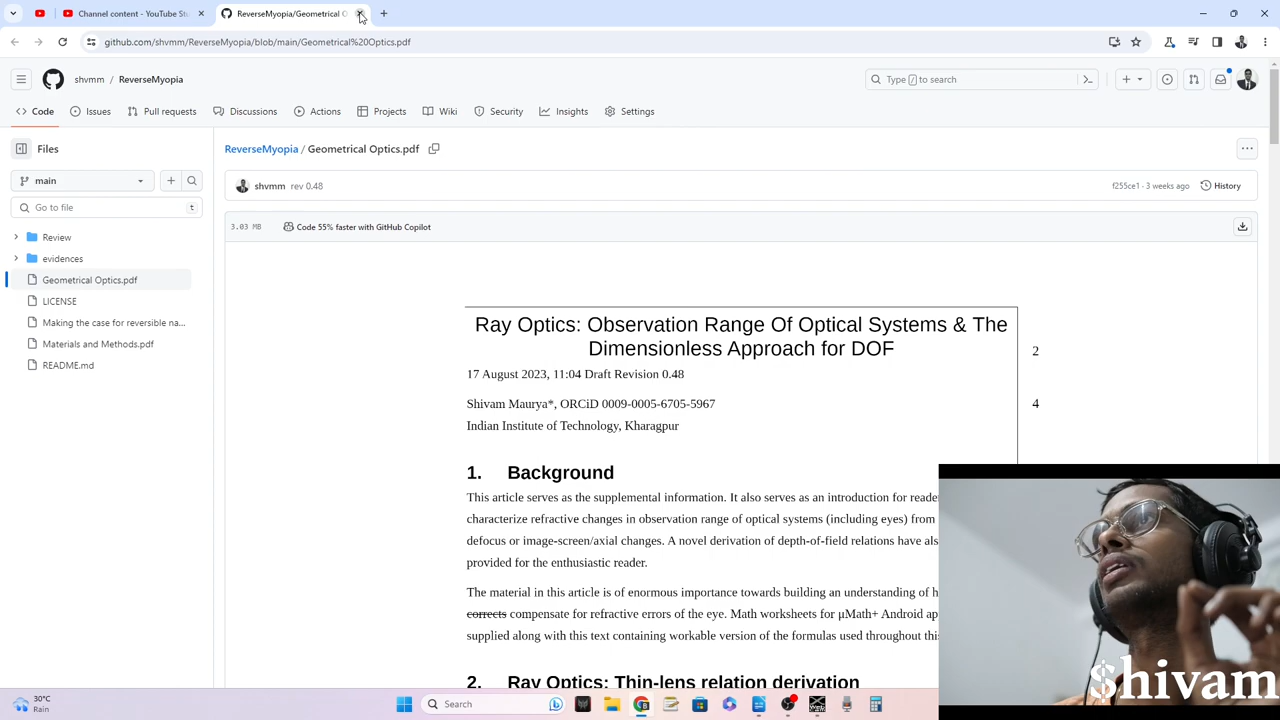 Channel content - YouTube St
ReverseMyopia/Geometrical O
github.com/shvmm/ReverseMyopia/blob/main/Geometrical%20Optics.pdf
shvmm / ReverseMyopia
Type / to search
Code
Issues
Pull requests
Discussions
Actions
Projects
Wiki
Security
Insights
Settings
Files
ReverseMyopia / Geometrical Optics.pdf
main
shvmm rev 0.48
f255ce1 · 3 weeks ago
History
Go to file
t
3.03 MB
Code 55% faster with GitHub Copilot
Review
evidences
Geometrical Optics.pdf
LICENSE
Making the case for reversible na...
Materials and Methods.pdf
README.md
Ray Optics: Observation Range Of Optical Systems & The
Dimensionless Approach for DOF
2
17 August 2023, 11:04 Draft Revision 0.48
Shivam Maurya*, ORCiD 0009-0005-6705-5967
4
Indian Institute of Technology, Kharagpur
1. Background
This article serves as the supplemental information. It also serves as an introduction for reade
characterize refractive changes in observation range of optical systems (including eyes) from
defocus or image-screen/axial changes. A novel derivation of depth-of-field relations have als
provided for the enthusiastic reader.
The material in this article is of enormous importance towards building an understanding of h
corrects compensate for refractive errors of the eye. Math worksheets for µMath+ Android ap
supplied along with this text containing workable version of the formulas used throughout this
2. Ray Optics: Thin-lens relation derivation
$hivam
30°C
Rain
Search